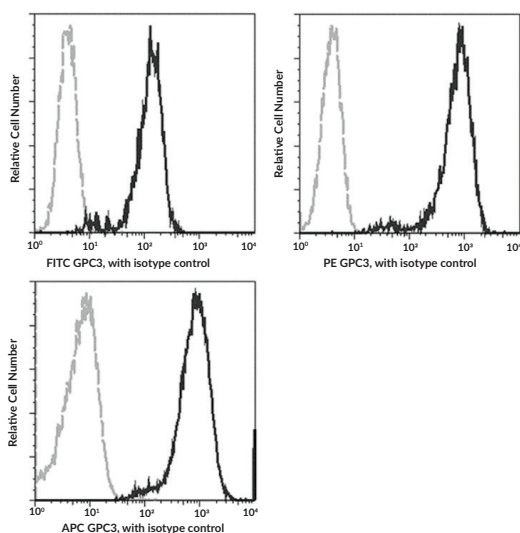 Relative Cell Number
10⁰ 10¹ 10² 10³ 10⁴
FITC GPC3, with isotype control
Relative Cell Number
10⁰ 10¹ 10² 10³ 10⁴
PE GPC3, with isotype control
Relative Cell Number
10⁰ 10¹ 10² 10³ 10⁴
APC GPC3, with isotype control